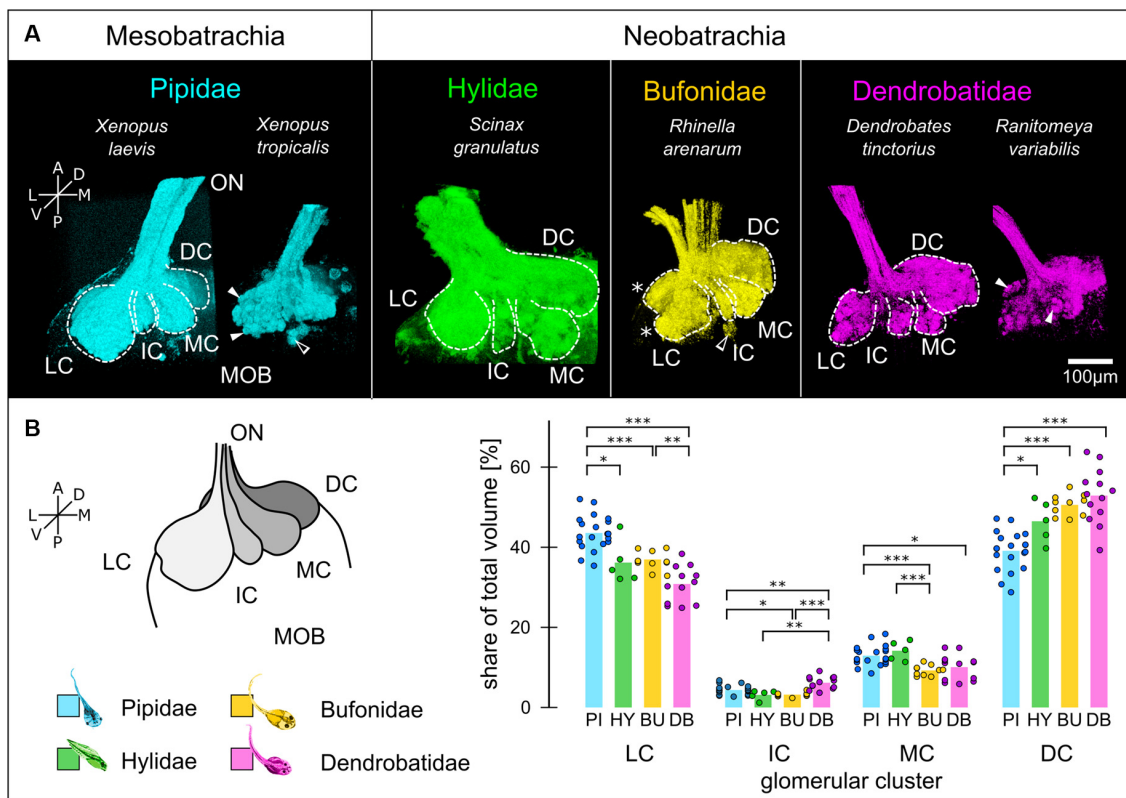 A
Mesobatrachia
Neobatrachia
Pipidae
Hylidae
Bufonidae
Dendrobatidae
Xenopus
laevis
Xenopus
tropicalis
Scinax
granulatus
Rhinella
arenarum
Dendrobates
tinctorius
Ranitomeya
variabilis
A
D
L
M
V
P
ON
DC
LC
IC
MC
MOB
DC
LC
IC
MC
DC
*
*
LC
IC
MC
DC
LC
IC
MC
100µm
B
A
D
L
M
V
P
ON
DC
LC
MC
IC
MOB
Pipidae
Bufonidae
Hylidae
Dendrobatidae
share of total volume [%]
60
40
20
0
***
***
**
*
**
*
***
**
*
***
***
***
***
*
PI HY BU DB
PI HY BU DB
PI HY BU DB
PI HY BU DB
LC
IC
MC
DC
glomerular cluster